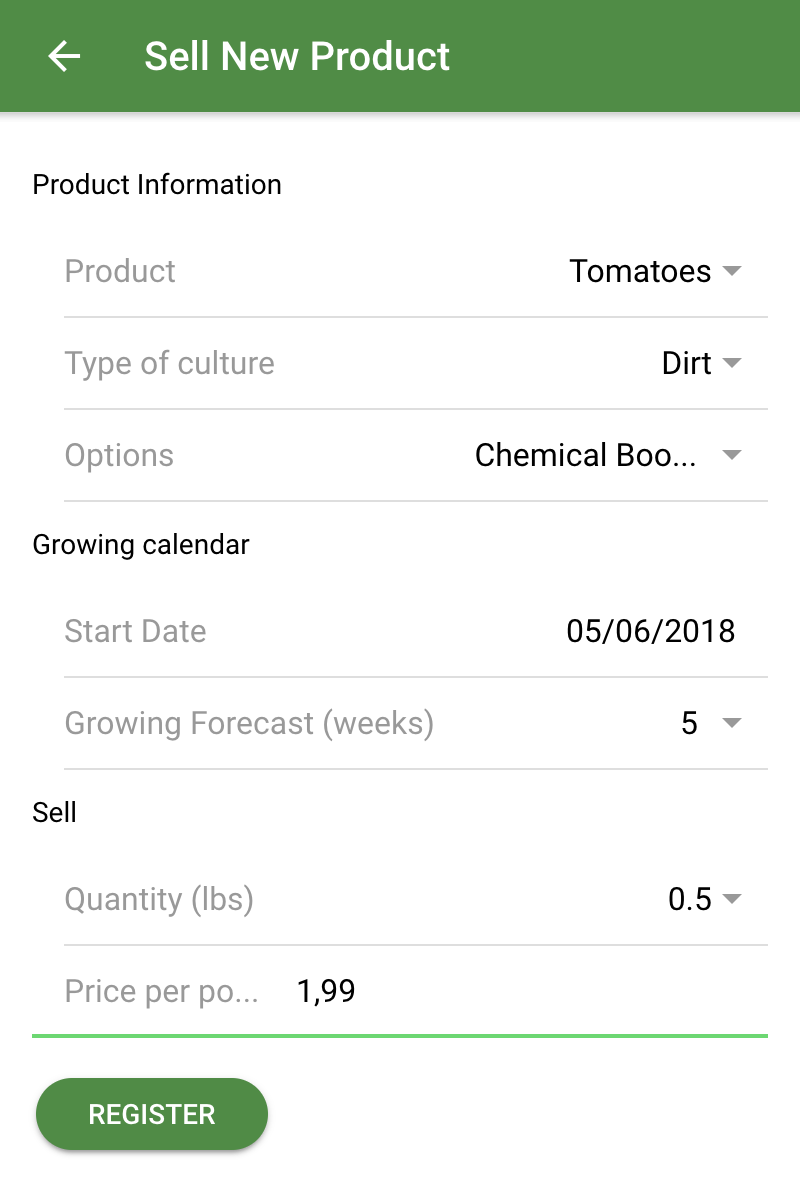 Sell New Product
Product Information
Product Tomatoes
Type of culture Dirt
Options Chemical Boo...
Growing calendar
Start Date 05/06/2018
Growing Forecast (weeks) 5
Sell
Quantity (lbs) 0.5
Price per po... 1,99
REGISTER